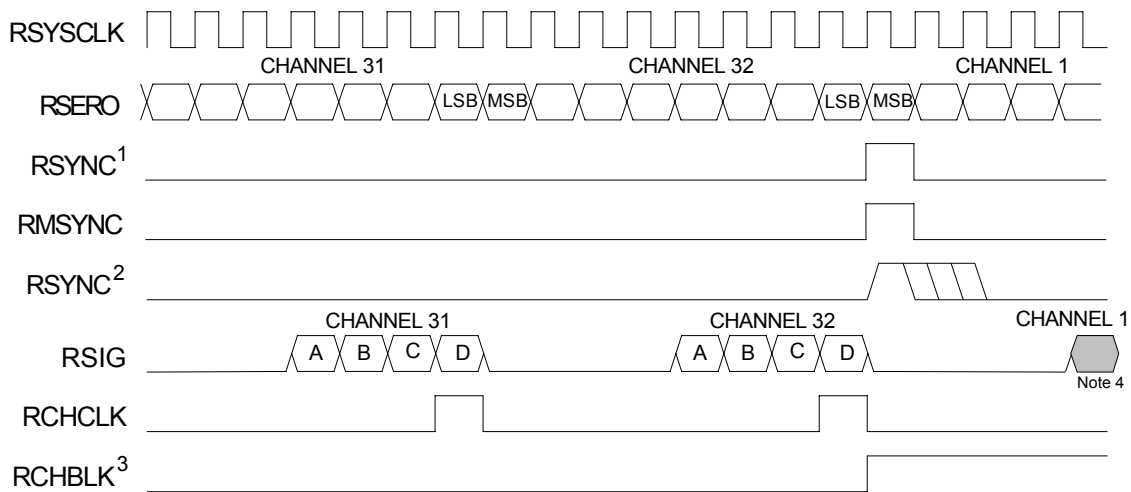 RSYSCLK
CHANNEL 31 CHANNEL 32 CHANNEL 1
RSERO LSB MSB LSB MSB
RSYNC¹
RMSYNC
RSYNC²
CHANNEL 31 CHANNEL 32 CHANNEL 1
RSIG A B C D A B C D
Note 4
RCHCLK
RCHBLK³